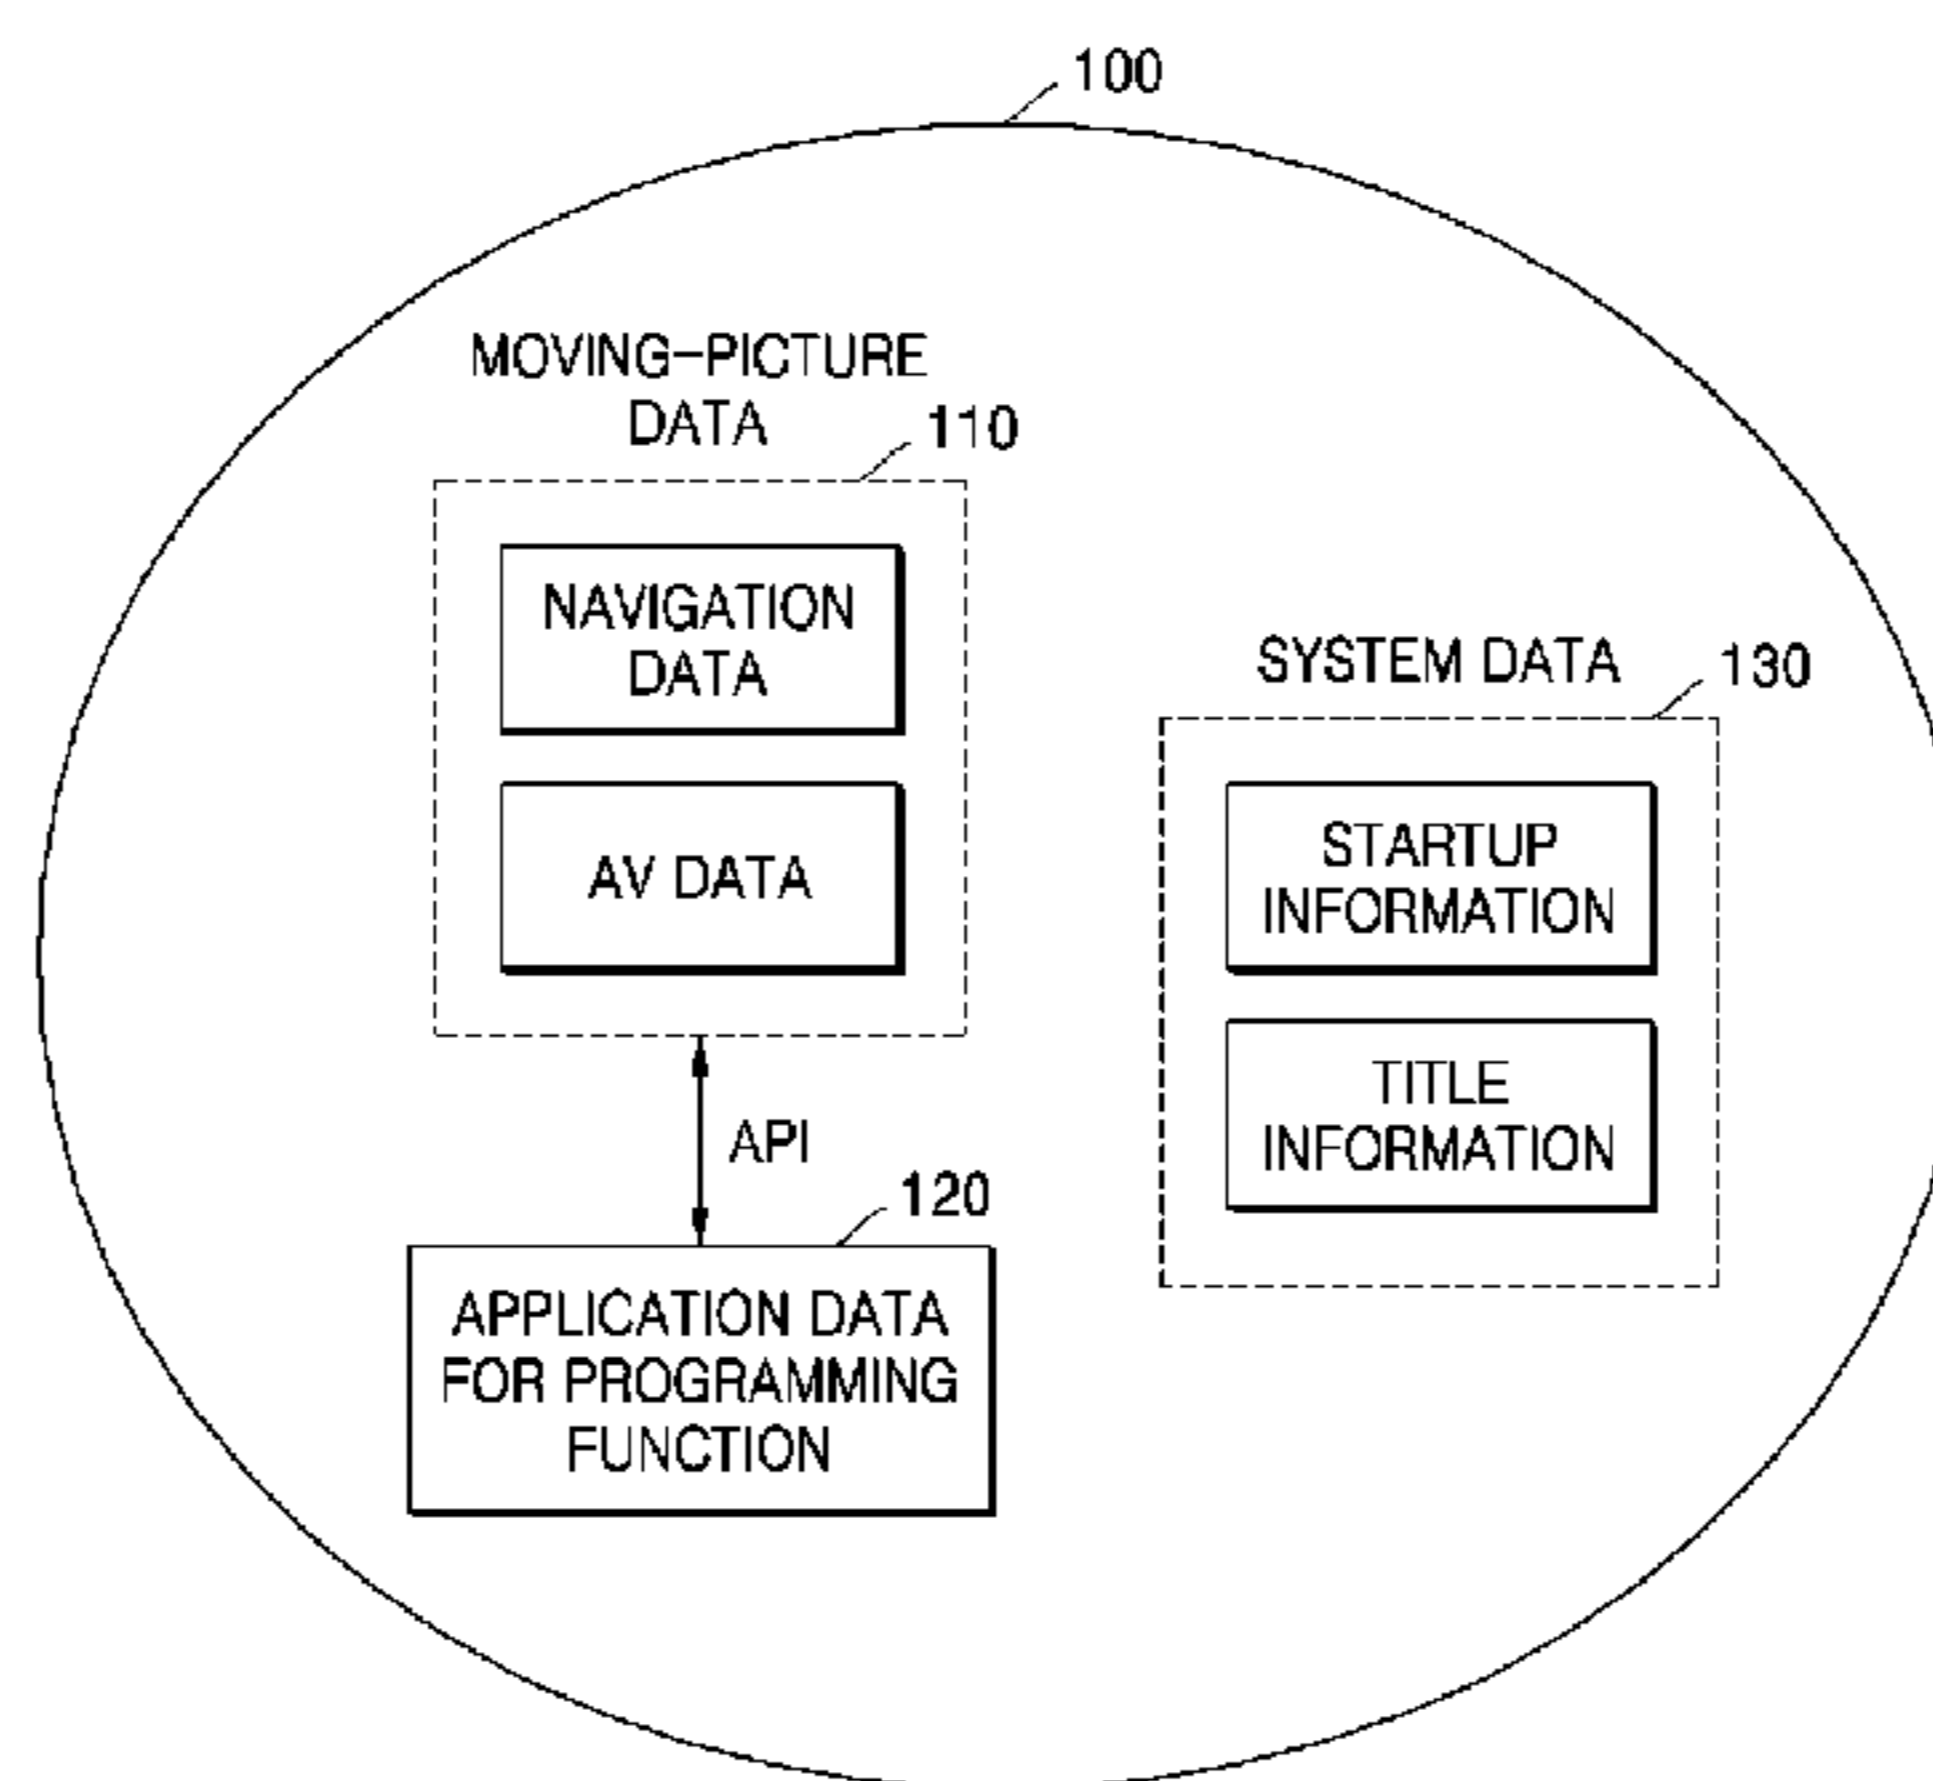 100
MOVING-PICTURE
DATA
110
NAVIGATION
DATA
AV DATA
API
120
APPLICATION DATA
FOR PROGRAMMING
FUNCTION
SYSTEM DATA
130
STARTUP
INFORMATION
TITLE
INFORMATION